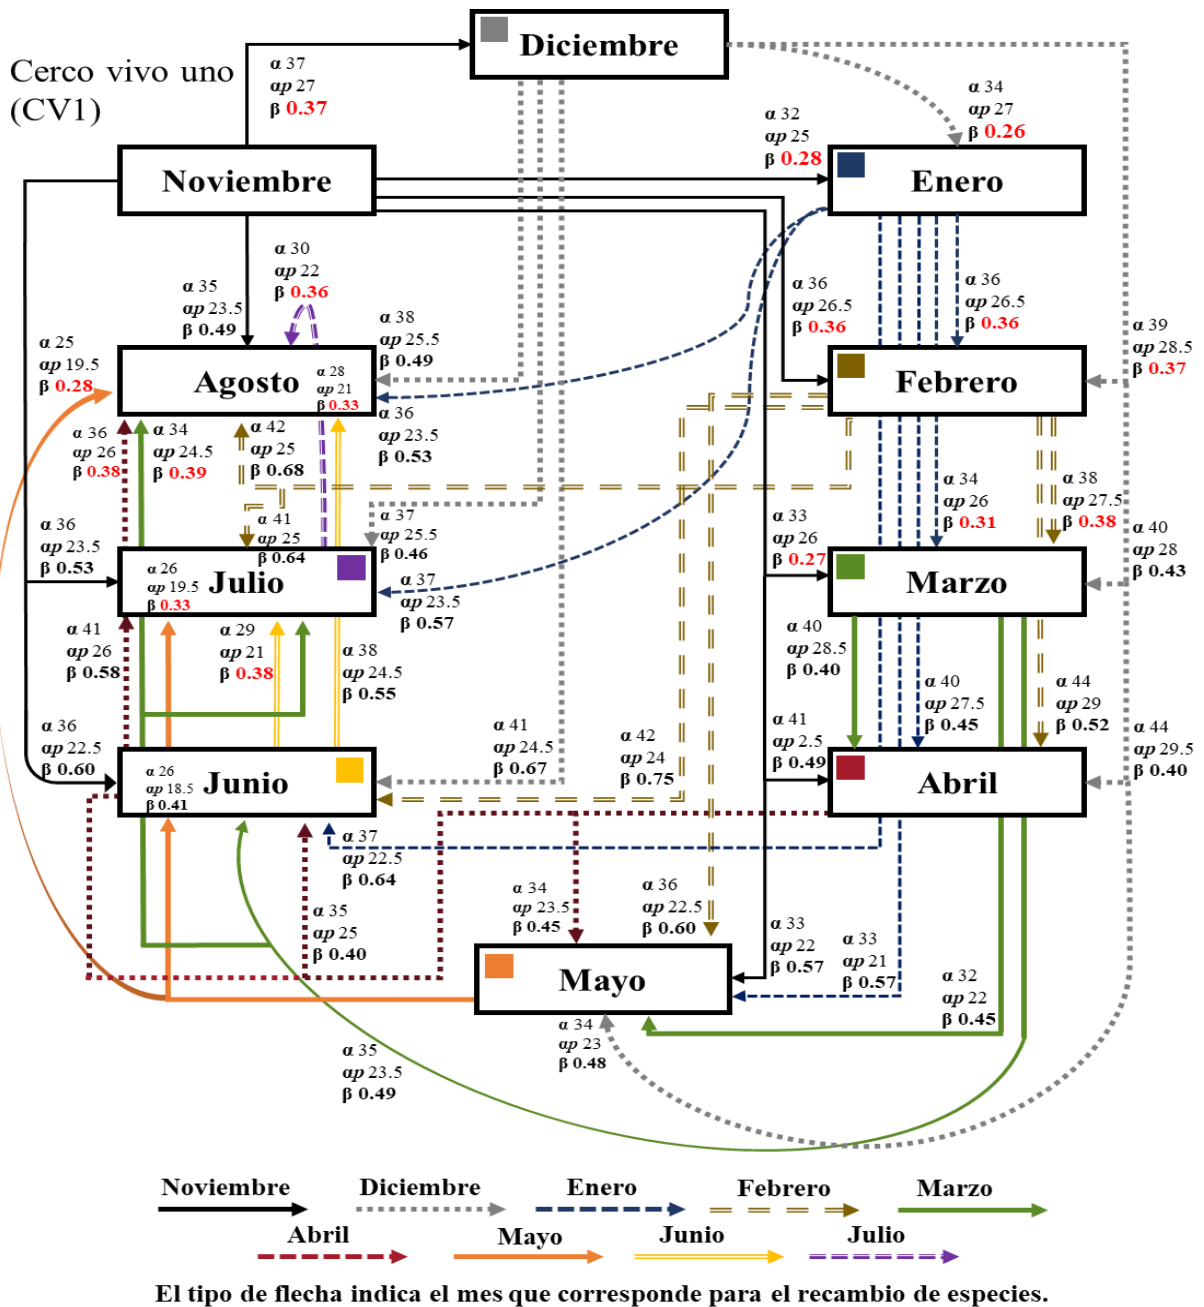 Diciembre
Cerco vivo uno
(CV1)
α 37
αp 27
β 0.37
α 34
αp 27
β 0.26
α 32
αp 25
β 0.28
Noviembre
Enero
α 30
αp 22
β 0.36
α 35
αp 23.5
β 0.49
α 38
αp 25.5
β 0.49
α 36
αp 26.5
β 0.36
α 36
αp 26.5
β 0.36
α 39
αp 28.5
β 0.37
α 25
αp 19.5
β 0.28
Agosto
α 28
αp 21
β 0.33
Febrero
α 36
αp 26
β 0.38
α 34
αp 24.5
β 0.39
α 42
αp 25
β 0.68
α 36
αp 23.5
β 0.53
α 34
αp 26
β 0.31
α 38
αp 27.5
β 0.38
α 36
αp 23.5
β 0.53
α 41
αp 25
β 0.64
α 37
αp 25.5
β 0.46
α 33
αp 26
β 0.27
α 40
αp 28
β 0.43
Julio
α 26
αp 19.5
β 0.33
α 37
αp 23.5
β 0.57
Marzo
α 41
αp 26
β 0.58
α 29
αp 21
β 0.38
α 38
αp 24.5
β 0.55
α 40
αp 28.5
β 0.40
α 40
αp 27.5
β 0.45
α 44
αp 29
β 0.52
α 36
αp 22.5
β 0.60
α 41
αp 24.5
β 0.67
α 42
αp 24
β 0.75
α 41
αp 2.5
β 0.49
α 44
αp 29.5
β 0.40
Junio
α 26
αp 18.5
β 0.41
Abril
α 37
αp 22.5
β 0.64
α 35
αp 25
β 0.40
α 34
αp 23.5
β 0.45
α 36
αp 22.5
β 0.60
α 33
αp 22
β 0.57
α 33
αp 21
β 0.57
α 32
αp 22
β 0.45
Mayo
α 34
αp 23
β 0.48
α 35
αp 23.5
β 0.49
Noviembre
Diciembre
Enero
Febrero
Marzo
Abril
Mayo
Junio
Julio
El tipo de flecha indica el mes que corresponde para el recambio de especies.